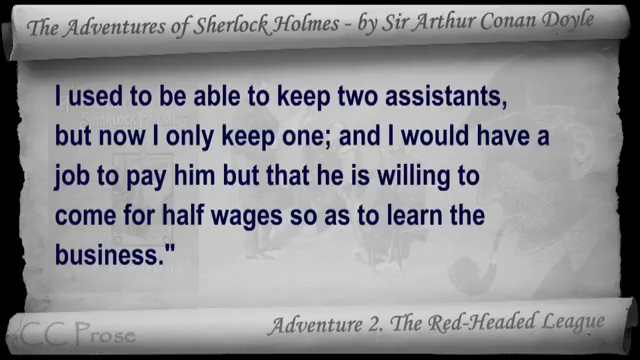 The Adventures of Sherlock Holmes - by Sir Arthur Conan Doyle
I used to be able to keep two assistants,
but now I only keep one; and I would have a
job to pay him but that he is willing to
come for half wages so as to learn the
business."
CC Prose
Adventure 2. The Red-Headed League